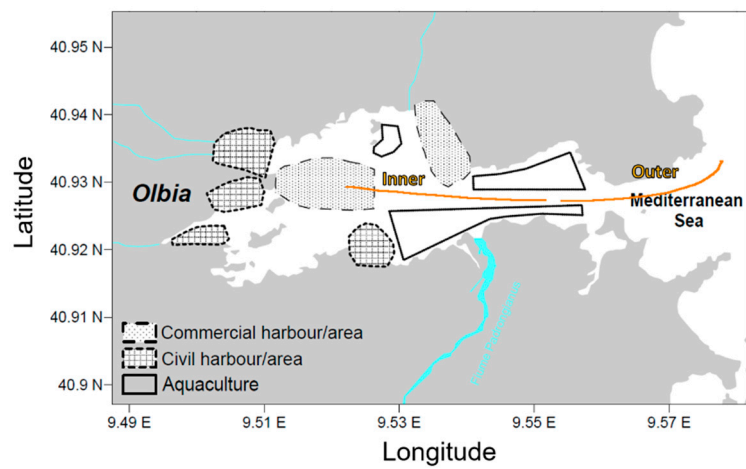 40.95 N
40.94 N
40.93 N
40.92 N
40.91 N
40.9 N
Latitude
Olbia
Inner
Outer
Mediterranean
Sea
Commercial harbour/area
Civil harbour/area
Aquaculture
9.49 E
9.51 E
9.53 E
9.55 E
9.57 E
Longitude